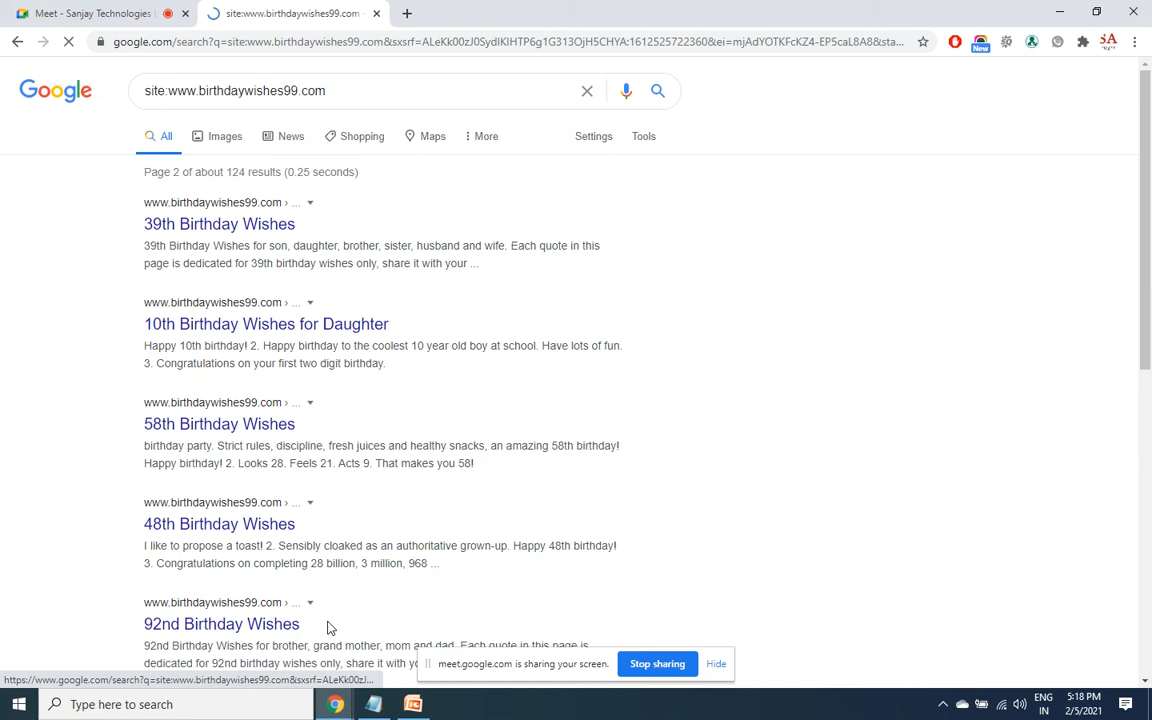 Meet - Sanjay Technologies
site:www.birthdaywishes99.com
google.com/search?q=site:www.birthdaywishes99.com&sxsrf=ALeKk00zJ0SydIKIHTP6g1G313OjH5CHYA:1612525722360&ei=mjAdYOTKFcKZ4-EP5caL8A8&sta...
New
Google
site:www.birthdaywishes99.com
All Images News Shopping Maps More Settings Tools
Page 2 of about 124 results (0.25 seconds)
www.birthdaywishes99.com › ...
39th Birthday Wishes
39th Birthday Wishes for son, daughter, brother, sister, husband and wife. Each quote in this
page is dedicated for 39th birthday wishes only, share it with your ...
www.birthdaywishes99.com › ...
10th Birthday Wishes for Daughter
Happy 10th birthday! 2. Happy birthday to the coolest 10 year old boy at school. Have lots of fun.
3. Congratulations on your first two digit birthday.
www.birthdaywishes99.com › ...
58th Birthday Wishes
birthday party. Strict rules, discipline, fresh juices and healthy snacks, an amazing 58th birthday!
Happy birthday! 2. Looks 28. Feels 21. Acts 9. That makes you 58!
www.birthdaywishes99.com › ...
48th Birthday Wishes
I like to propose a toast! 2. Sensibly cloaked as an authoritative grown-up. Happy 48th birthday!
3. Congratulations on completing 28 billion, 3 million, 968 ...
www.birthdaywishes99.com › ...
92nd Birthday Wishes
92nd Birthday Wishes for brother, grand mother, mom and dad. Each quote in this page is
dedicated for 92nd birthday wishes only, share it with
meet.google.com is sharing your screen. Stop sharing Hide
https://www.google.com/search?q=site:www.birthdaywishes99.com&sxsrf=ALeKk00zJ...
Type here to search
ENG
IN
5:18 PM
2/5/2021